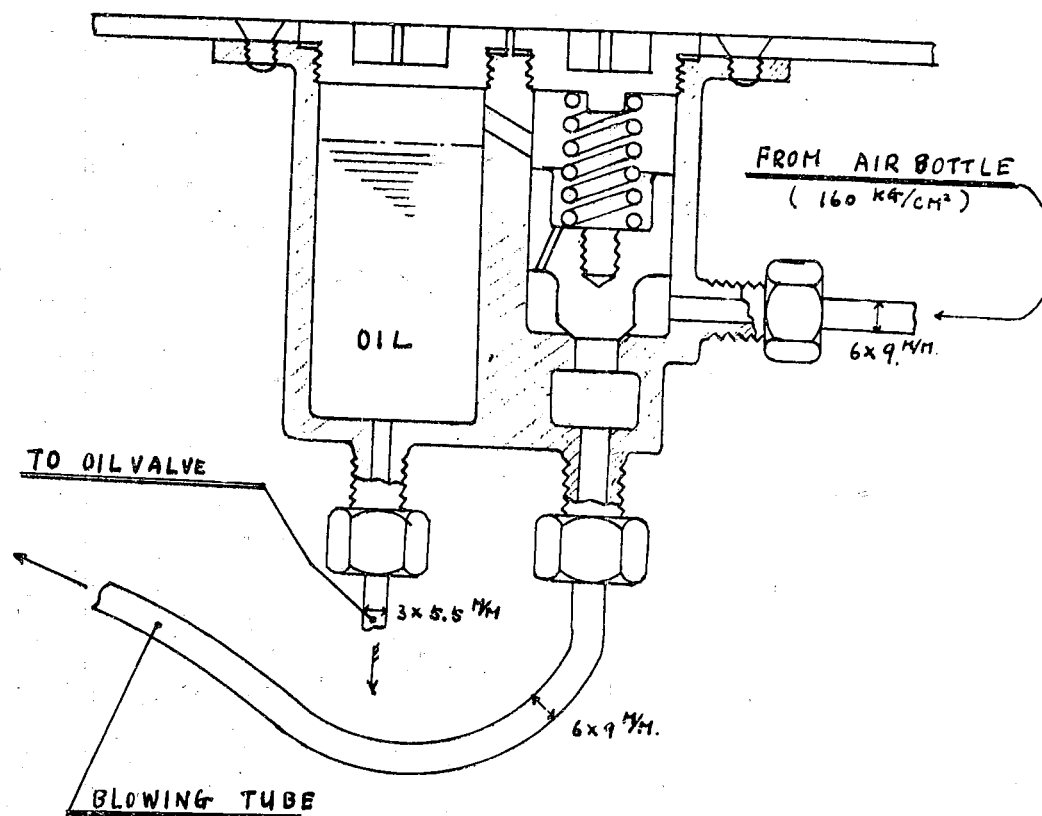 FROM AIR BOTTLE
( 160 KG/CM² )
6 x 9 M/M.
OIL
TO OIL VALVE
3 x 5.5 M/M
6 x 9 M/M.
BLOWING TUBE